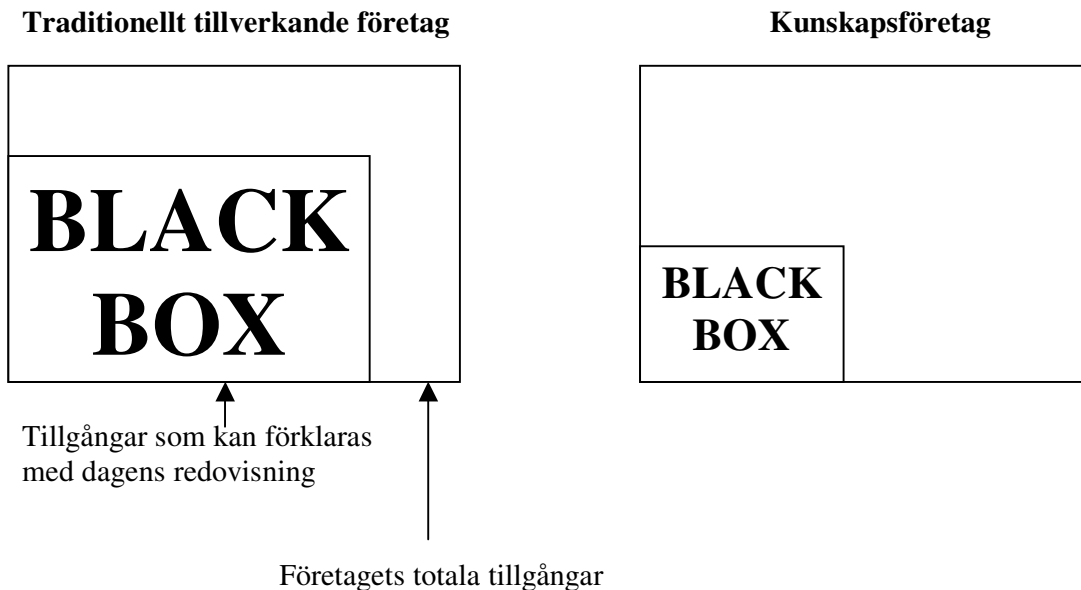 Traditionellt tillverkande företag
Kunskapsföretag
BLACK
BOX
BLACK
BOX
Tillgångar som kan förklaras
med dagens redovisning
Företagets totala tillgångar